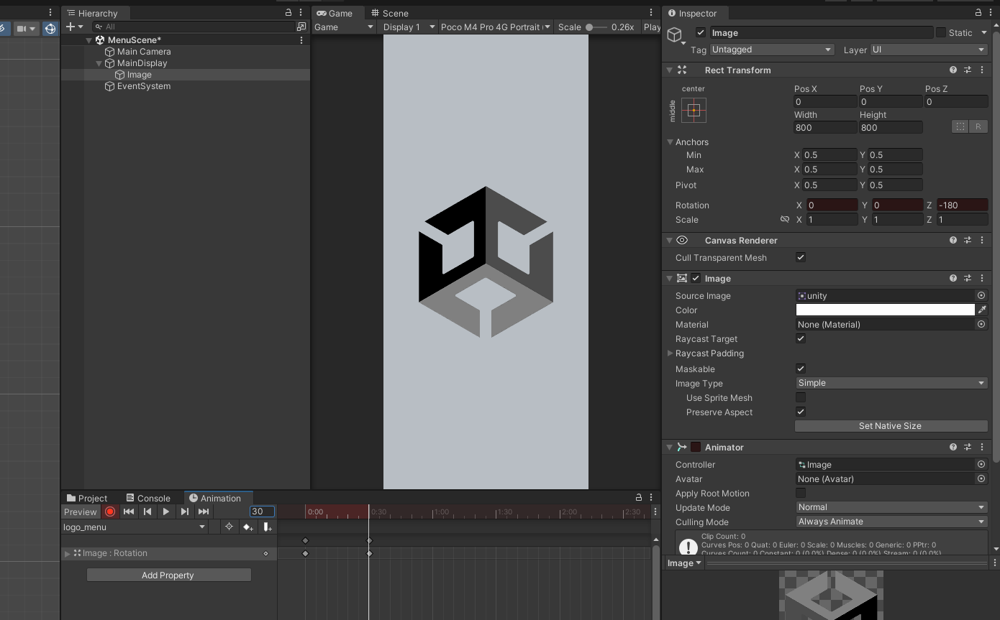 Hierarchy
All
MenuScene*
Main Camera
MainDisplay
Image
EventSystem
Game
Scene
Game
Display 1
Poco M4 Pro 4G Portrait (
Scale
0.26x
Play
Inspector
Image
Static
Tag
Untagged
Layer
UI
Rect Transform
center
middle
Pos X
Pos Y
Pos Z
0
0
0
Width
Height
800
800
R
Anchors
Min
X 0.5
Y 0.5
Max
X 0.5
Y 0.5
Pivot
X 0.5
Y 0.5
Rotation
X 0
Y 0
Z -180
Scale
X 1
Y 1
Z 1
Canvas Renderer
Cull Transparent Mesh
Image
Source Image
unity
Color
Material
None (Material)
Raycast Target
Raycast Padding
Maskable
Image Type
Simple
Use Sprite Mesh
Preserve Aspect
Set Native Size
Animator
Controller
Image
Avatar
None (Avatar)
Apply Root Motion
Update Mode
Normal
Culling Mode
Always Animate
Clip Count: 0
Curves Pos: 0 Quat: 0 Euler: 0 Scale: 0 Muscles: 0 Generic: 0 PPtr: 0
Curves Count: 0 Constant: 0 (0.0%) Dense: 0 (0.0%) Stream: 0 (0.0%)
Image
Project
Console
Animation
Preview
30
0:00
0:30
1:00
1:30
2:00
2:30
logo_menu
Image : Rotation
Add Property